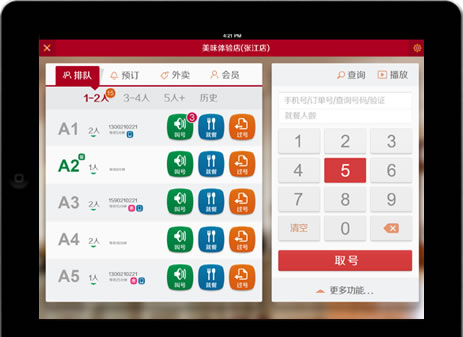 4:21 PM
美味体验店(张江店)
排队 预订 外卖 会员
1-2人 3-4人 5人+ 历史
A1 2人 1300210221 3 叫号 就餐 过号
A2 1人 叫号 就餐 过号
A3 2人 1590210221 叫号 就餐 过号
A4 2人 叫号 就餐 过号
A5 1人 1300210221 叫号 就餐 过号
查询 播放
手机号/订单号/查询号码/验证
就餐人数
1 2 3
4 5 6
7 8 9
清空 0
取号
更多功能...